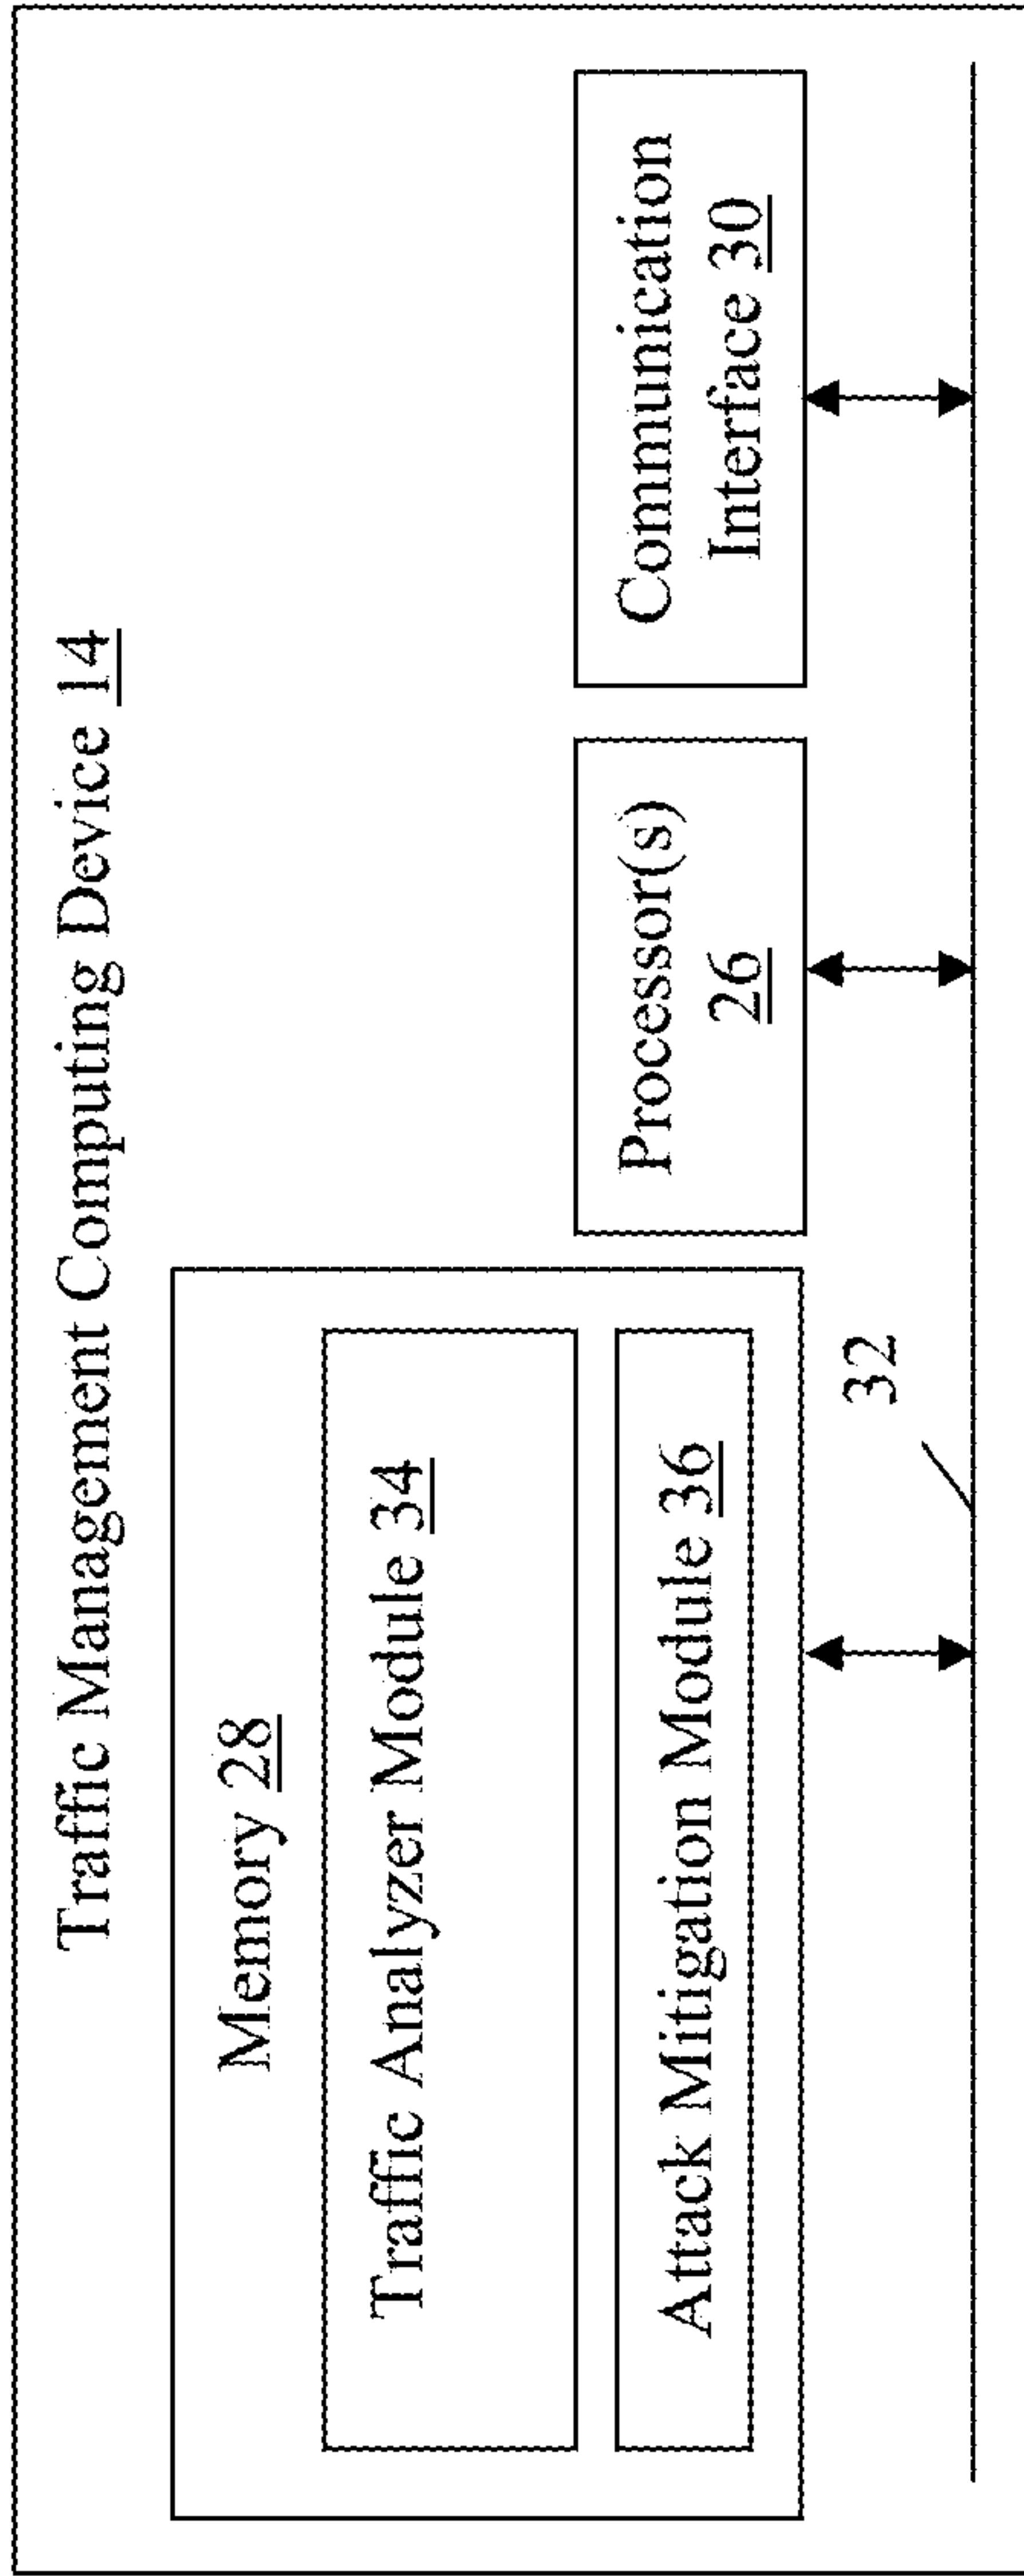 Traffic Management Computing Device 14
Memory 28
Traffic Analyzer Module 34
Attack Mitigation Module 36
Processor(s)
26
Communication
Interface 30
32